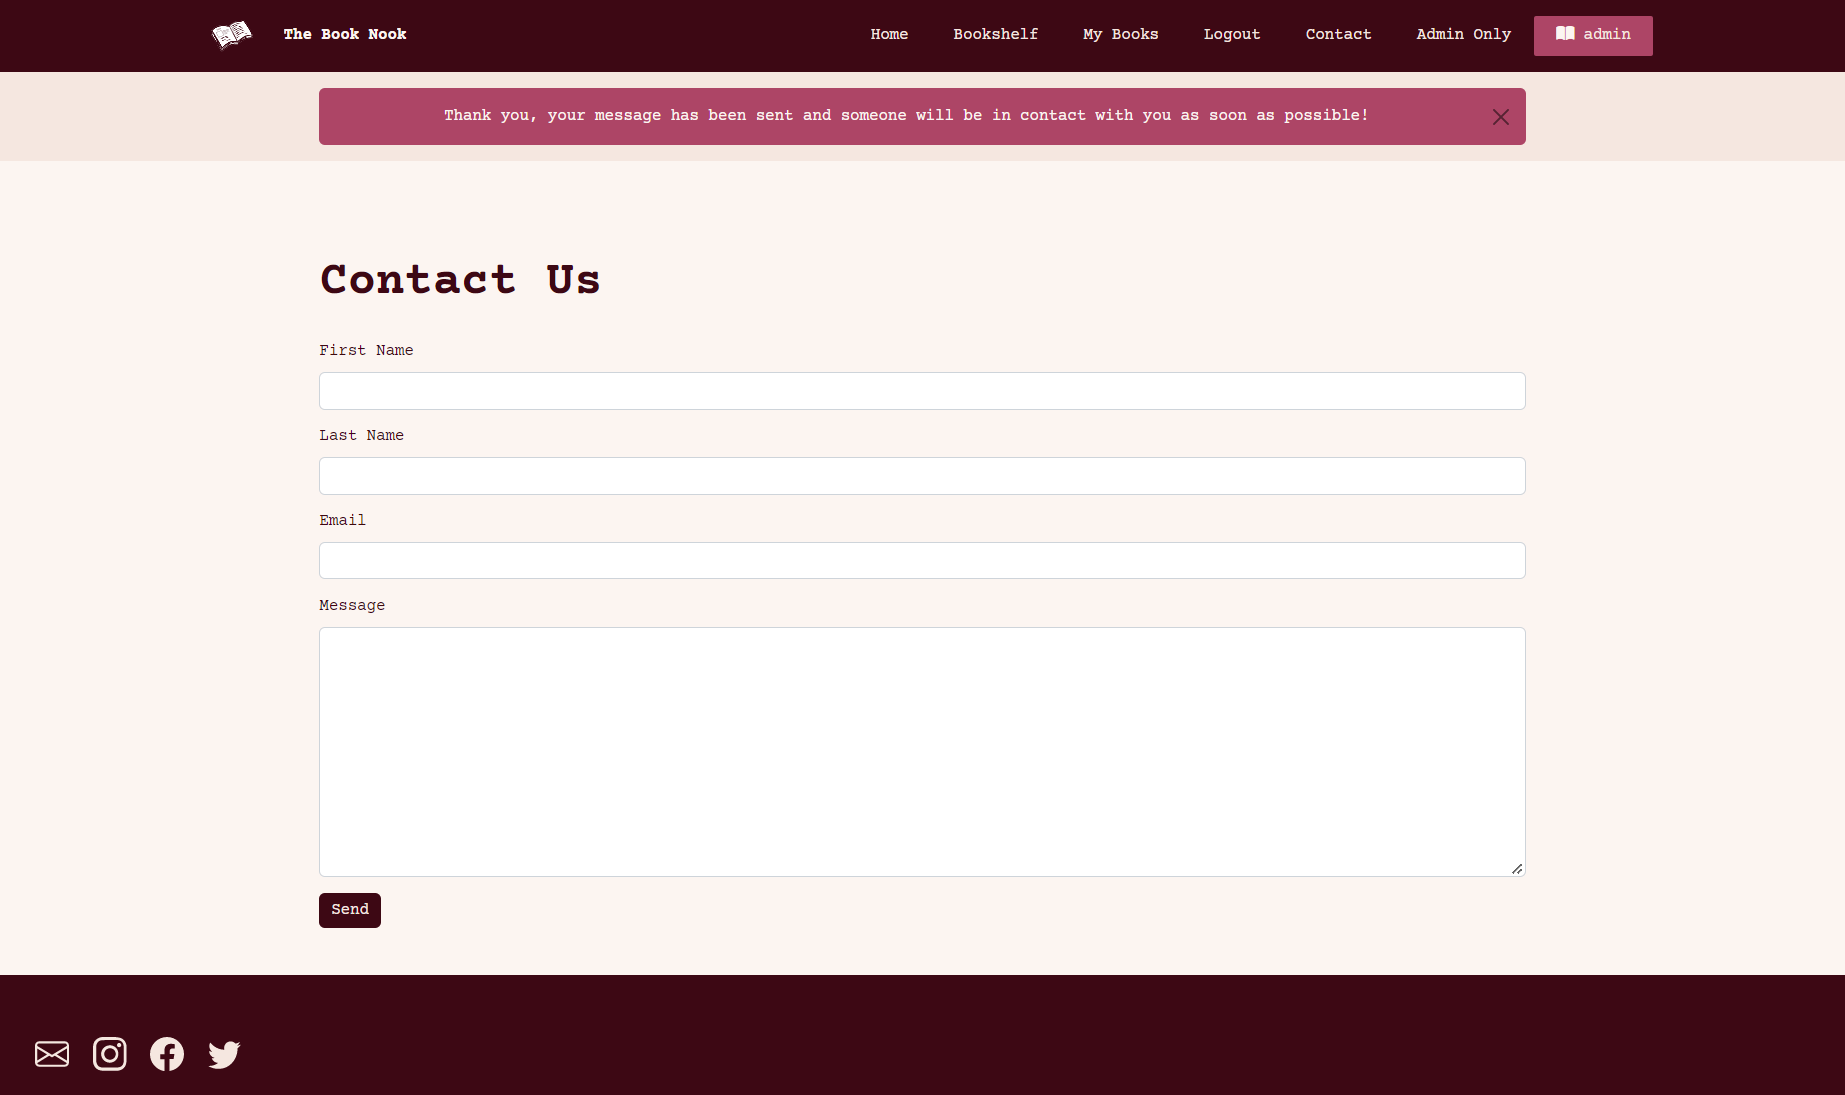 The Book Nook
Home Bookshelf My Books Logout Contact Admin Only admin
Thank you, your message has been sent and someone will be in contact with you as soon as possible!
Contact Us
First Name
Last Name
Email
Message
Send